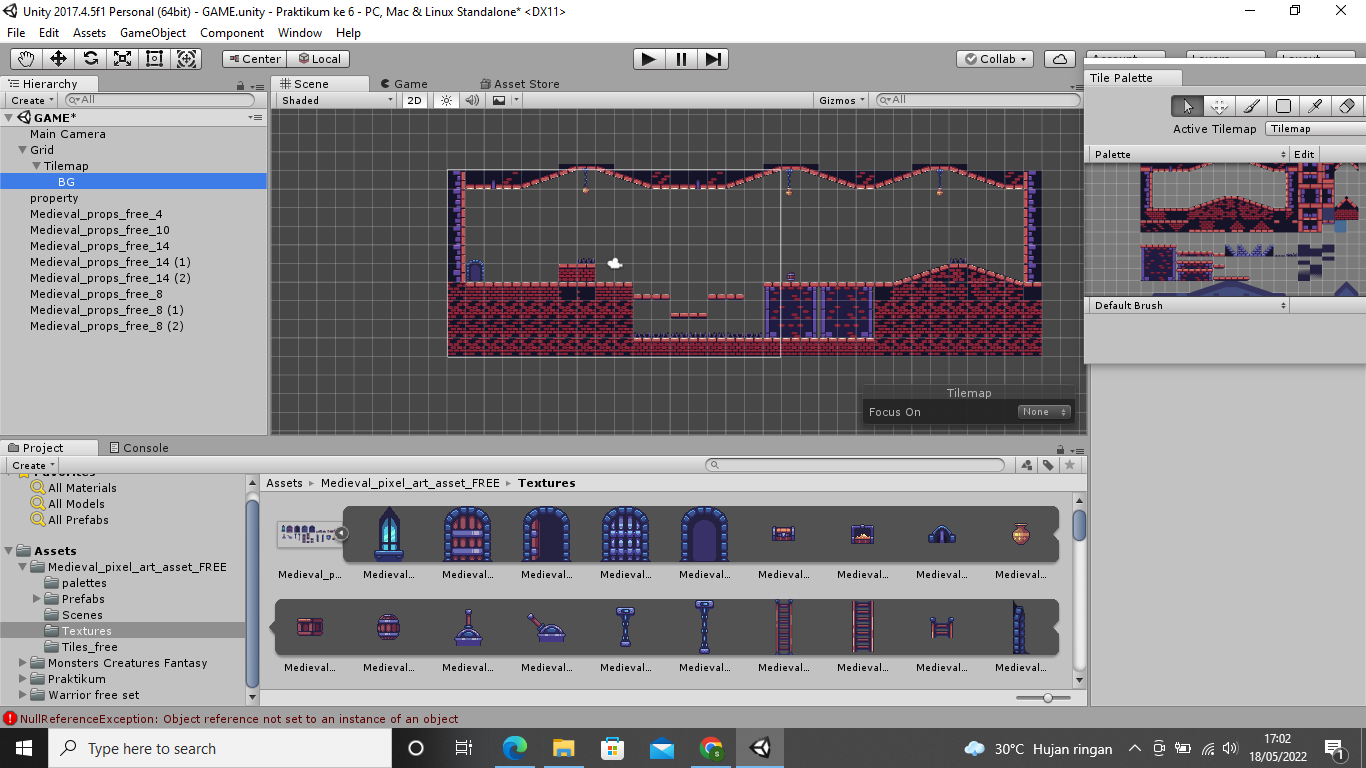 Unity 2017.4.5f1 Personal (64bit) - GAME.unity - Praktikum ke 6 - PC, Mac & Linux Standalone* <DX11>
File Edit Assets GameObject Component Window Help
Center Local Collab Account Layers Layout
Hierarchy
Create All
GAME*
Main Camera
Grid
Tilemap
BG
property
Medieval_props_free_4
Medieval_props_free_10
Medieval_props_free_14
Medieval_props_free_14 (1)
Medieval_props_free_14 (2)
Medieval_props_free_8
Medieval_props_free_8 (1)
Medieval_props_free_8 (2)
Scene Game Asset Store
Shaded 2D Gizmos All
Tilemap
Focus On None
Tile Palette
Active Tilemap Tilemap
Palette Edit
Default Brush
Project Console
Create
Favorites
All Materials
All Models
All Prefabs
Assets
Medieval_pixel_art_asset_FREE
palettes
Prefabs
Scenes
Textures
Tiles_free
Monsters Creatures Fantasy
Praktikum
Warrior free set
Assets Medieval_pixel_art_asset_FREE Textures
Medieval_p... Medieval... Medieval... Medieval... Medieval... Medieval... Medieval... Medieval... Medieval... Medieval...
Medieval... Medieval... Medieval... Medieval... Medieval... Medieval... Medieval... Medieval... Medieval... Medieval...
NullReferenceException: Object reference not set to an instance of an object
Type here to search
30°C Hujan ringan
17:02
18/05/2022
1